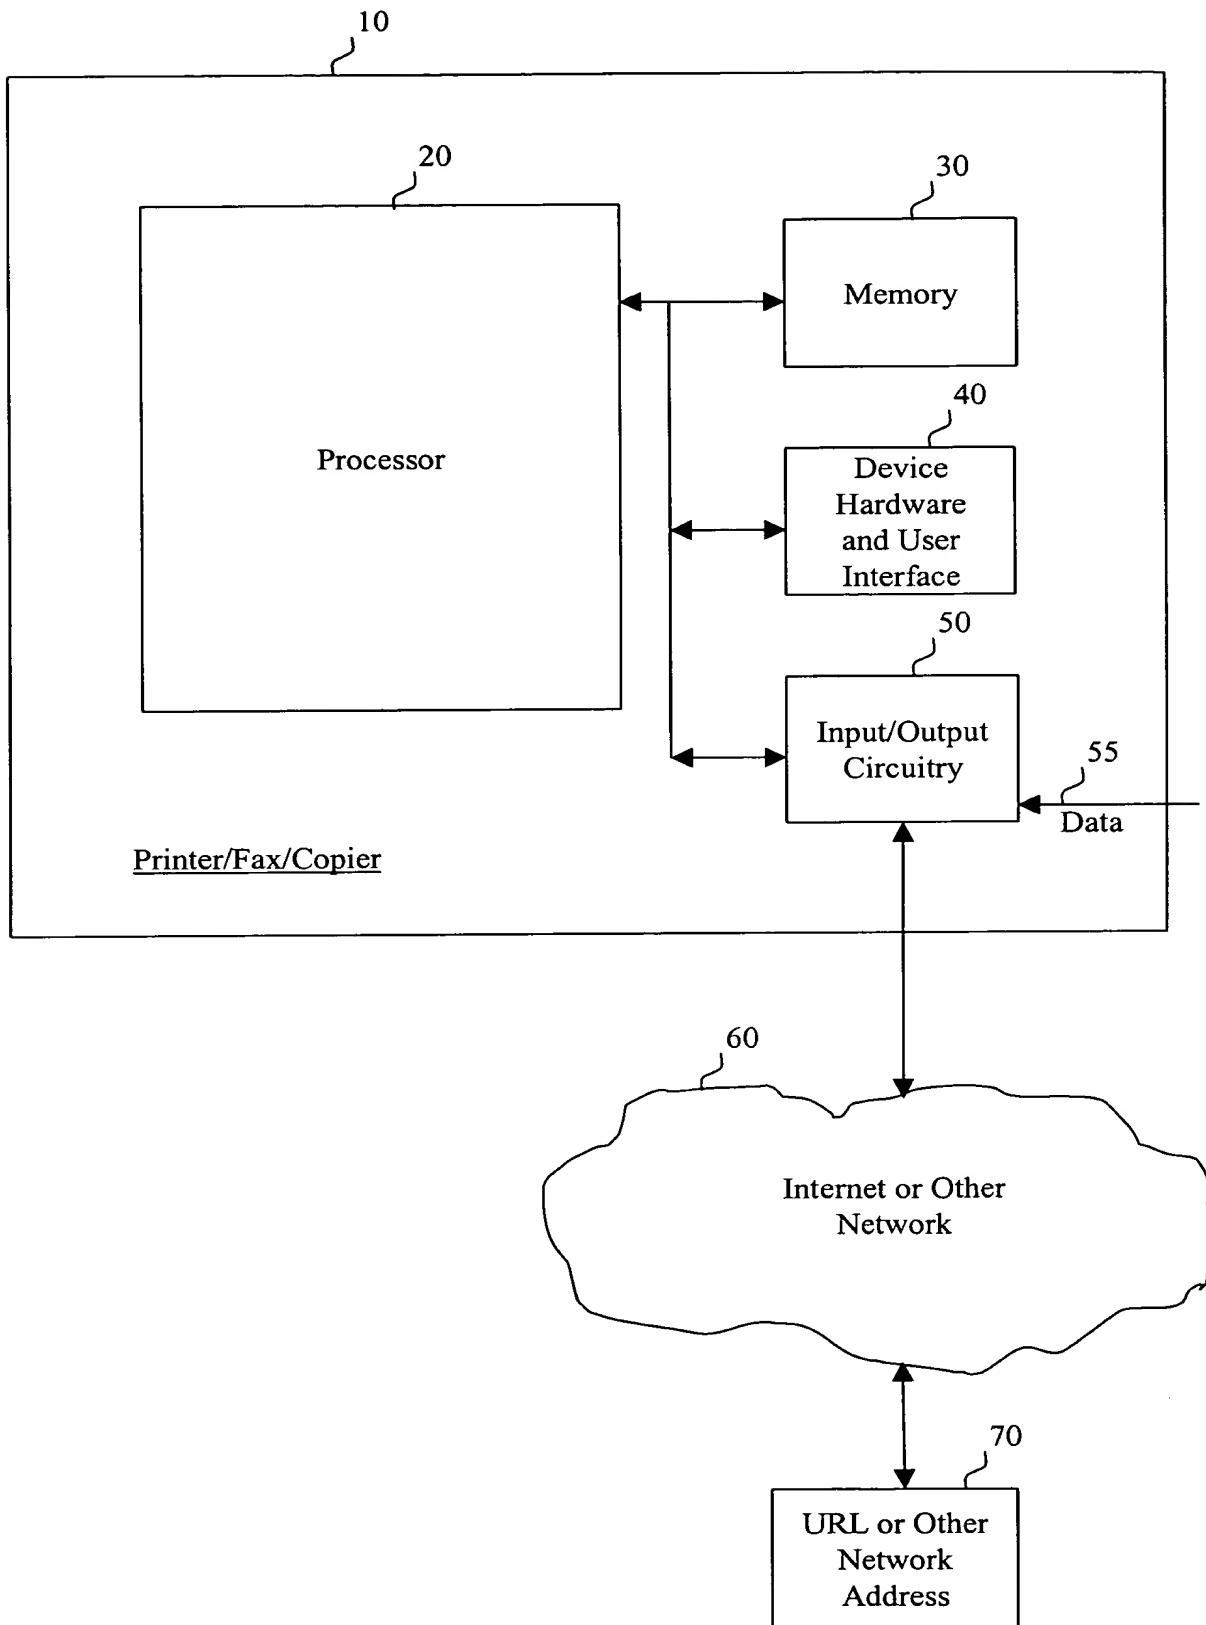 10
20
30
Memory
Processor
40
Device
Hardware
and User
Interface
50
Input/Output
Circuitry
55
Data
Printer/Fax/Copier
60
Internet or Other
Network
70
URL or Other
Network
Address